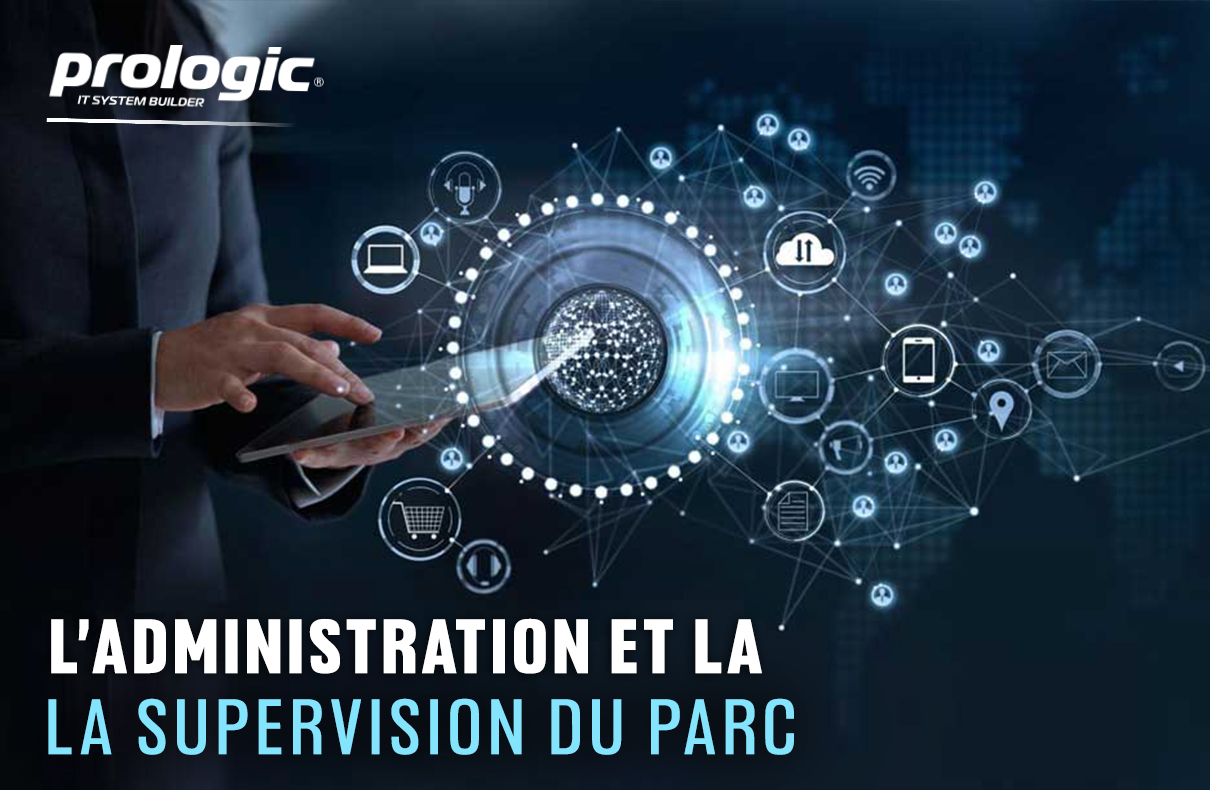 prologic®
IT SYSTEM BUILDER
L'ADMINISTRATION ET LA
LA SUPERVISION DU PARC